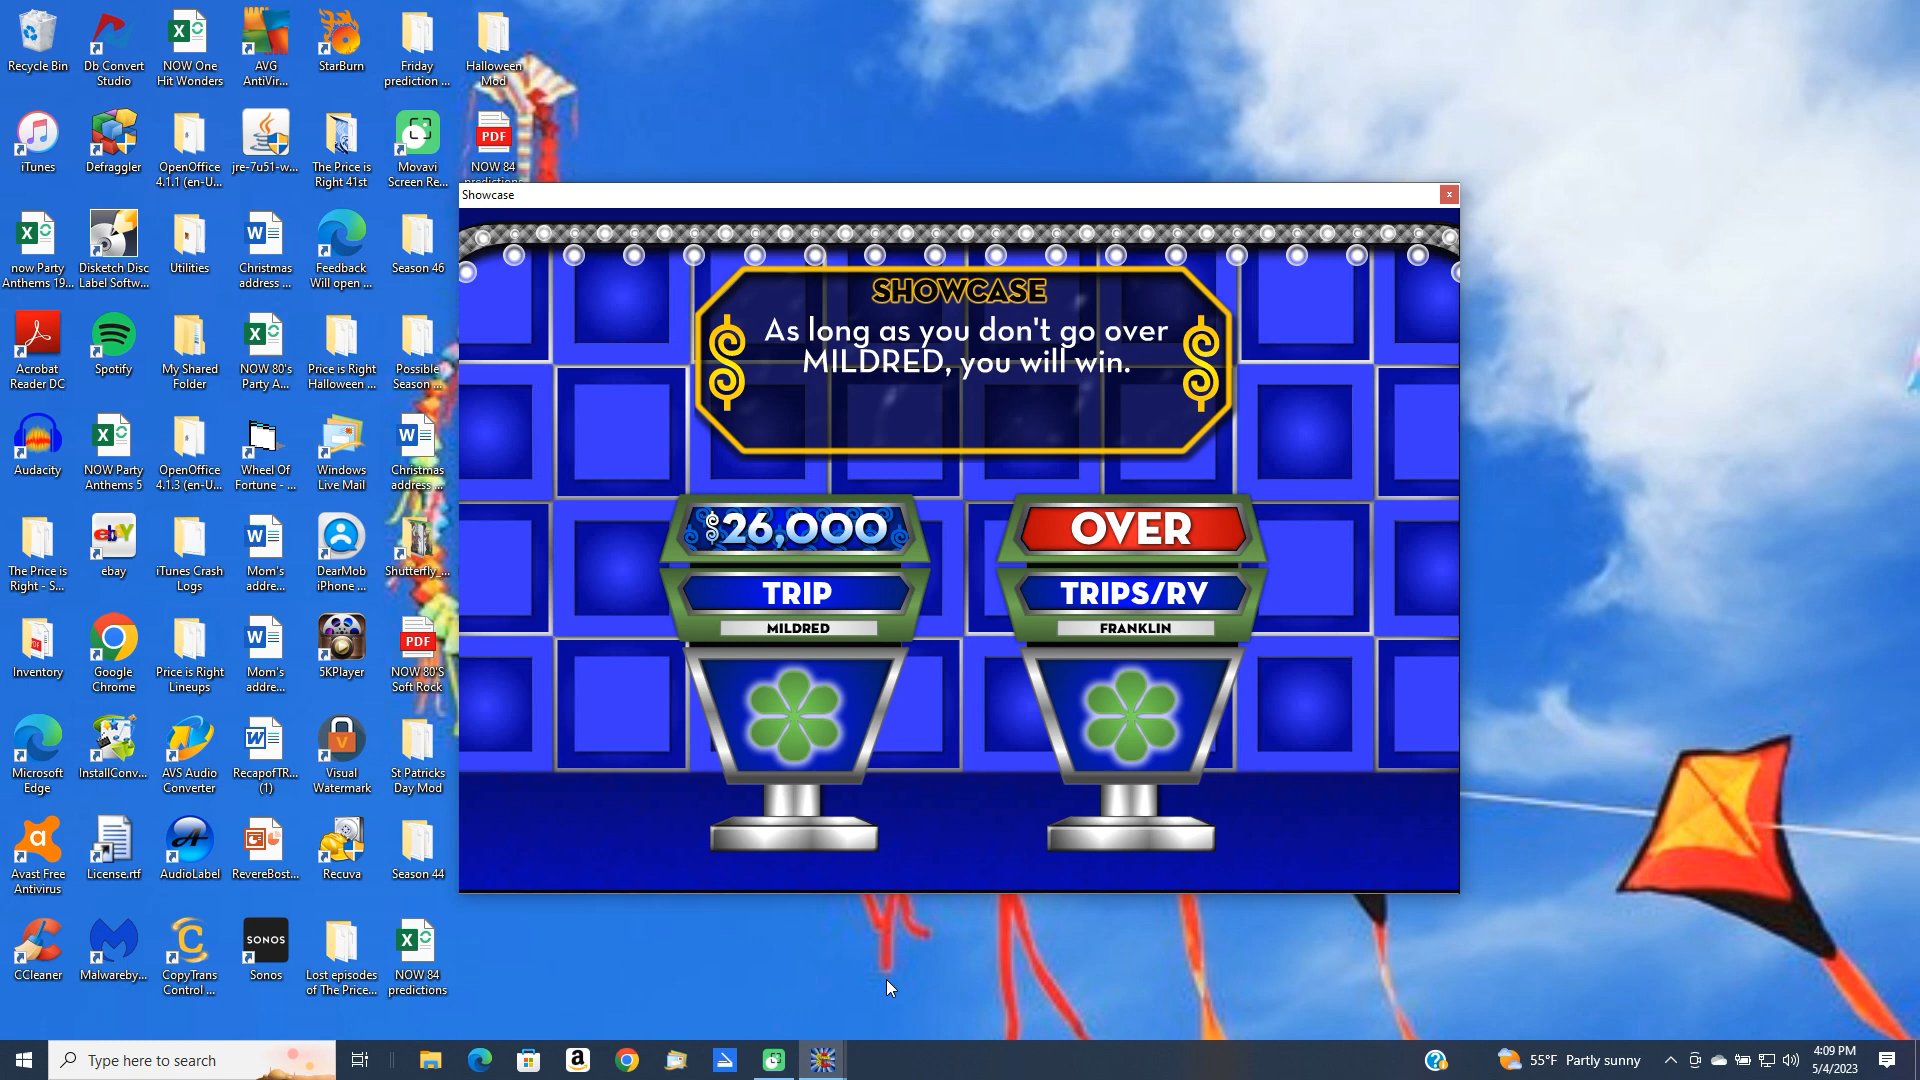 Recycle Bin
Db Convert
Studio
NOW One
Hit Wonders
AVG
AntiVir...
StarBurn
Friday
prediction ...
Halloween
Mod
iTunes
Defraggler
OpenOffice
4.1.1 (en-U...
jre-7u51-w...
The Price is
Right 41st
Movavi
Screen Re...
PDF
NOW 84
predictions
Showcase
now Party
Anthems 19...
Disketch Disc
Label Softw...
Utilities
Christmas
address ...
Feedback
Will open ...
Season 46
SHOWCASE
As long as you don't go over
MILDRED, you will win.
Acrobat
Reader DC
Spotify
My Shared
Folder
NOW 80's
Party A...
Price is Right
Halloween ...
Possible
Season ...
Audacity
NOW Party
Anthems 5
OpenOffice
4.1.3 (en-U...
Wheel Of
Fortune - ...
Windows
Live Mail
Christmas
address ...
$26,000
OVER
The Price is
Right - S...
ebay
ebay
iTunes Crash
Logs
Mom's
addre...
DearMob
iPhone ...
Shutterfly_...
TRIP
TRIPS/RV
MILDRED
FRANKLIN
Inventory
Google
Chrome
Price is Right
Lineups
Mom's
addre...
5KPlayer
PDF
NOW 80'S
Soft Rock
Microsoft
Edge
InstallConv...
AVS Audio
Converter
RecapofTR...
(1)
Visual
Watermark
St Patricks
Day Mod
Avast Free
Antivirus
License.rtf
AudioLabel
RevereBost...
Recuva
Season 44
CCleaner
Malwareby...
CopyTrans
Control ...
SONOS
Sonos
Lost episodes
of The Price...
NOW 84
predictions
Type here to search
55°F Partly sunny
4:09 PM
5/4/2023